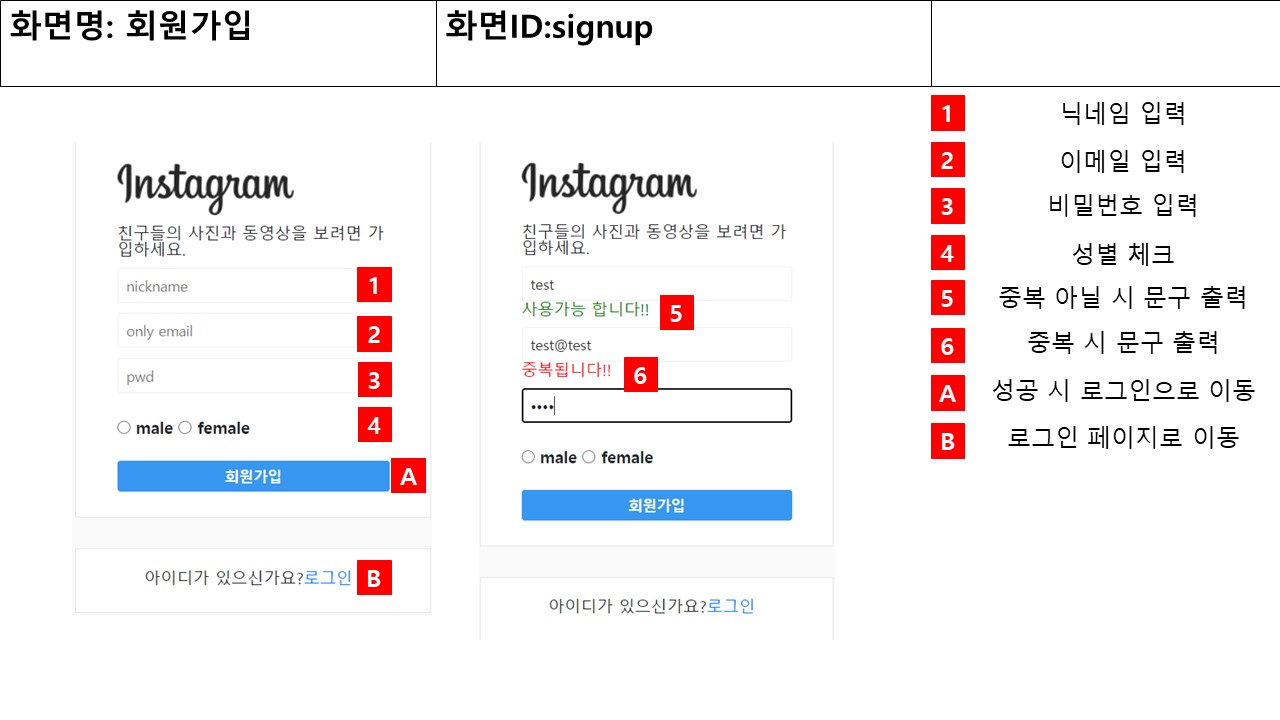 화면명: 회원가입
화면ID:signup
Instagram
친구들의 사진과 동영상을 보려면 가
입하세요.
nickname 1
only email 2
pwd 3
male female 4
회원가입 A
아이디가 있으신가요?로그인 B
Instagram
친구들의 사진과 동영상을 보려면 가
입하세요.
test
사용가능 합니다!! 5
test@test
중복됩니다!! 6
••••
male female
회원가입
아이디가 있으신가요?로그인
1 닉네임 입력
2 이메일 입력
3 비밀번호 입력
4 성별 체크
5 중복 아닐 시 문구 출력
6 중복 시 문구 출력
A 성공 시 로그인으로 이동
B 로그인 페이지로 이동